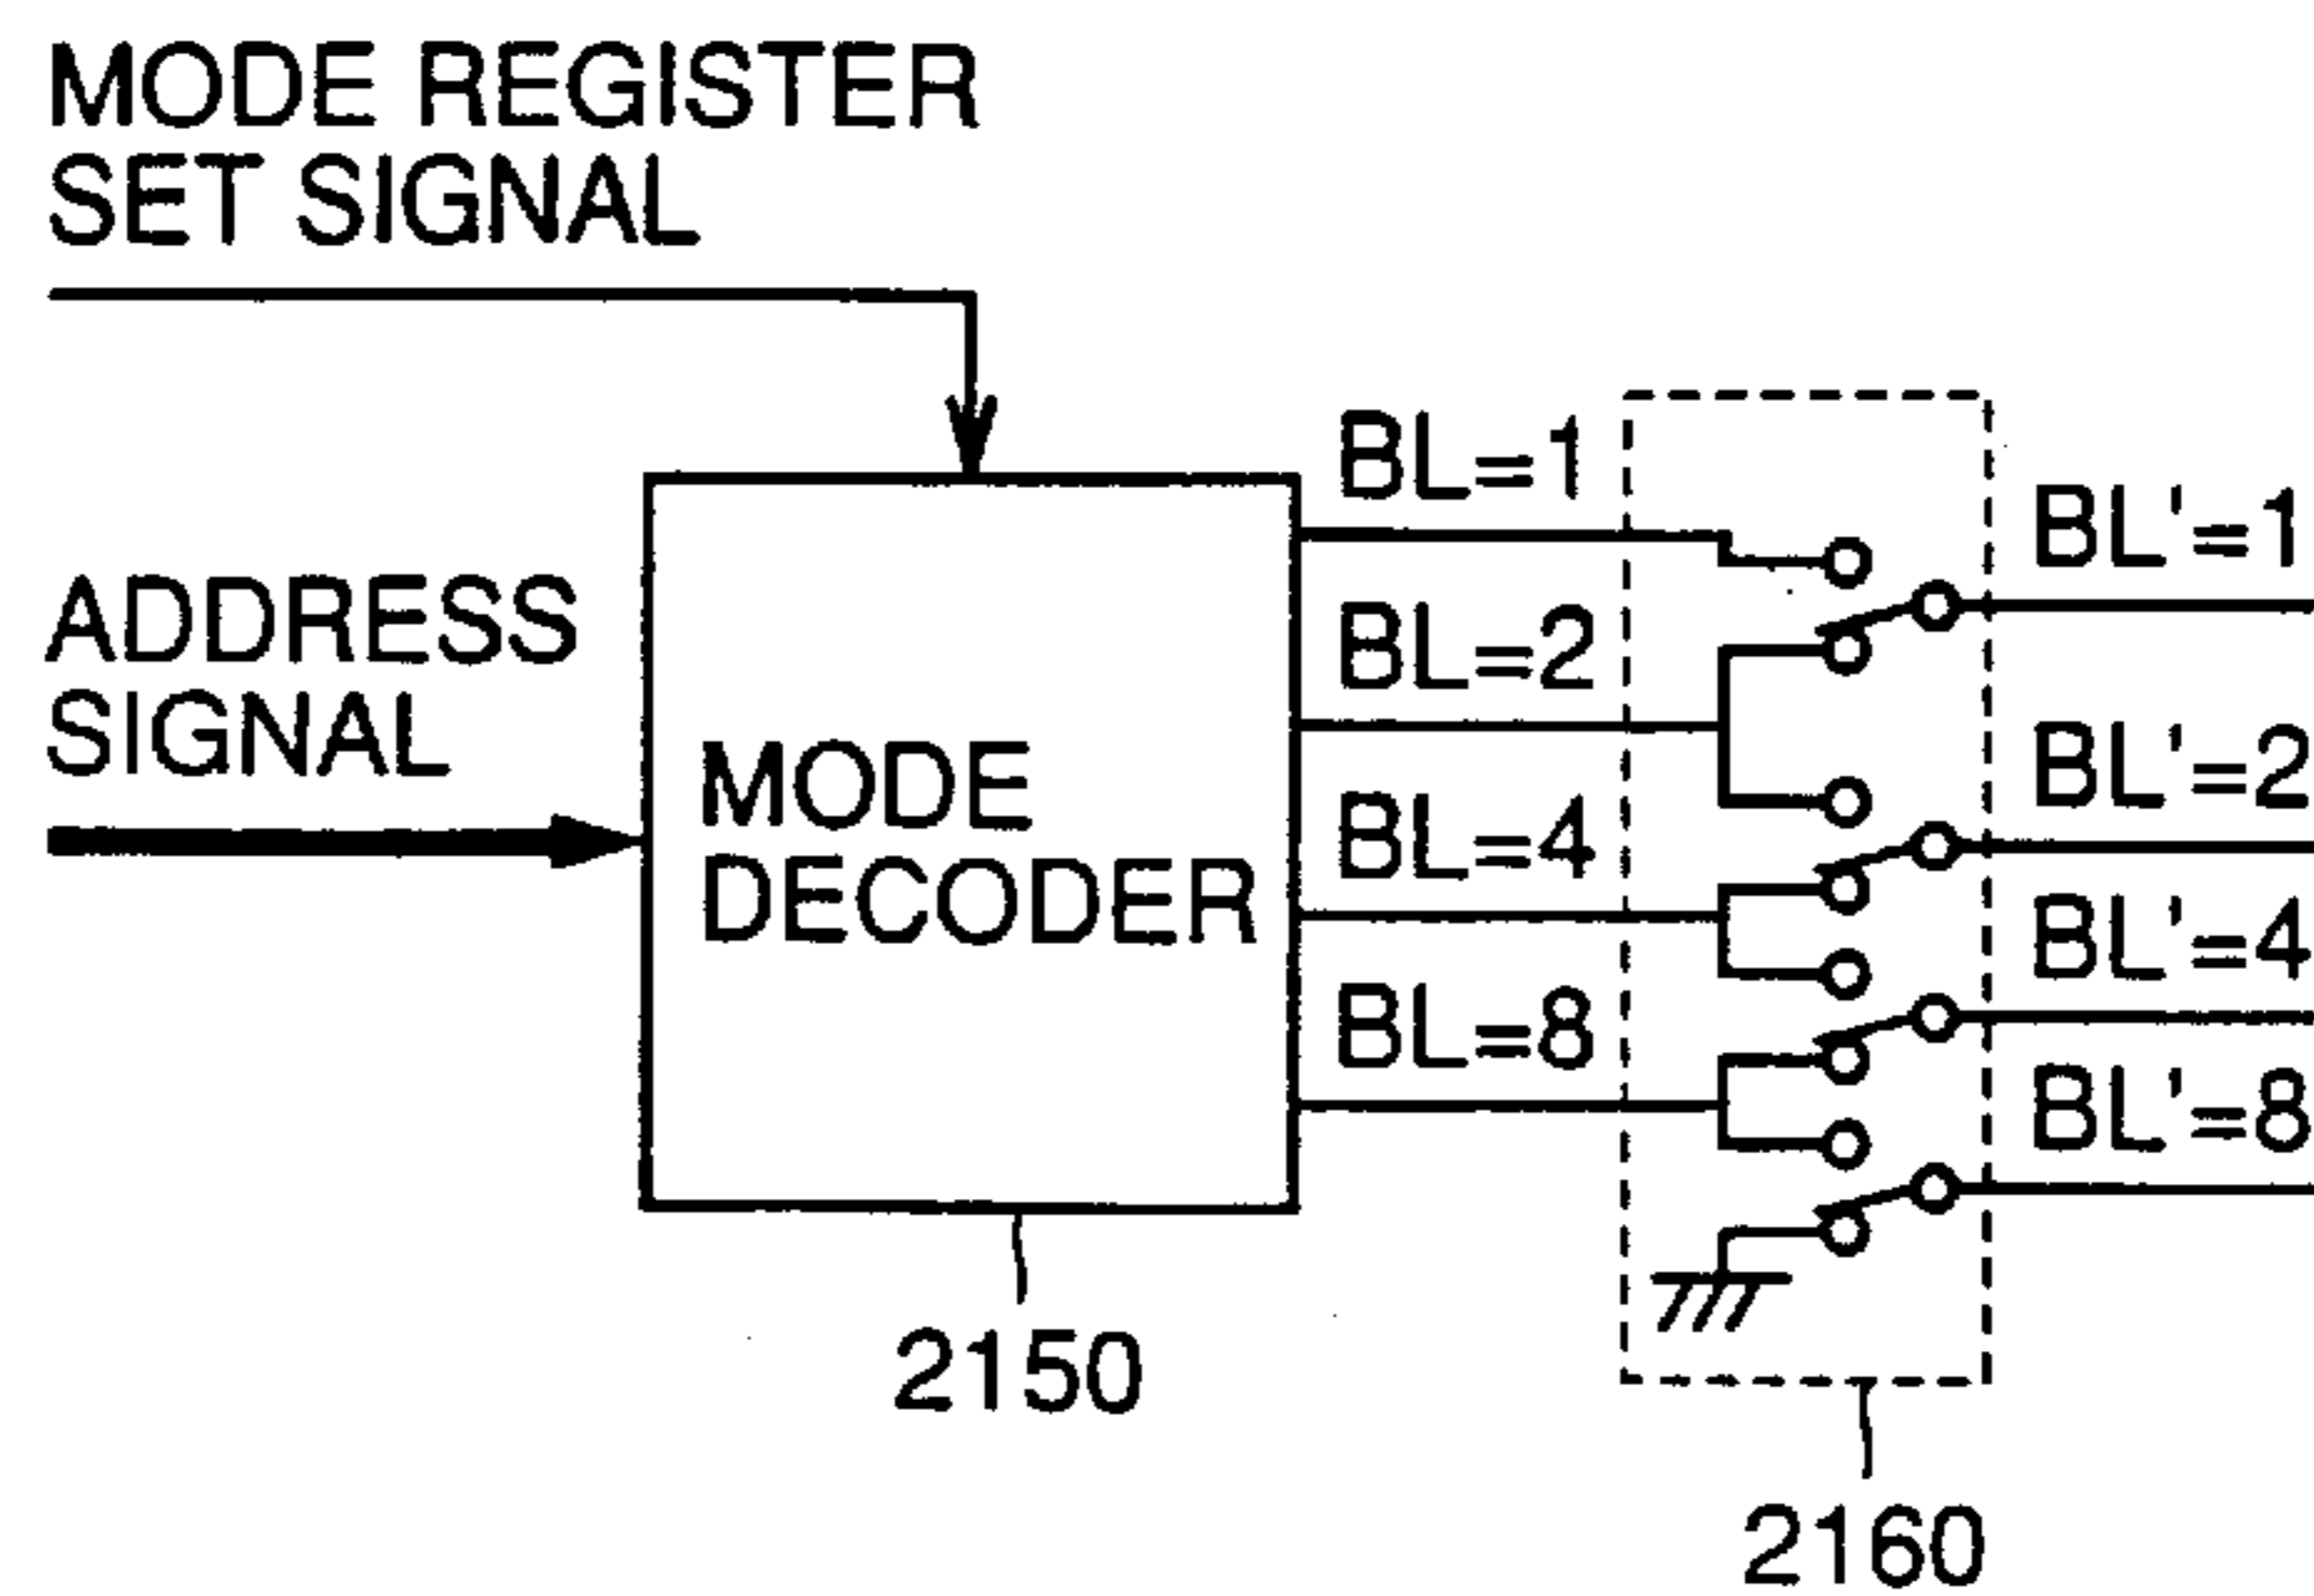 MODE REGISTER
SET SIGNAL
ADDRESS
SIGNAL
MODE
DECODER
BL=1
BL=2
BL=4
BL=8
BL'=1
BL'=2
BL'=4
BL'=8
2150
2160